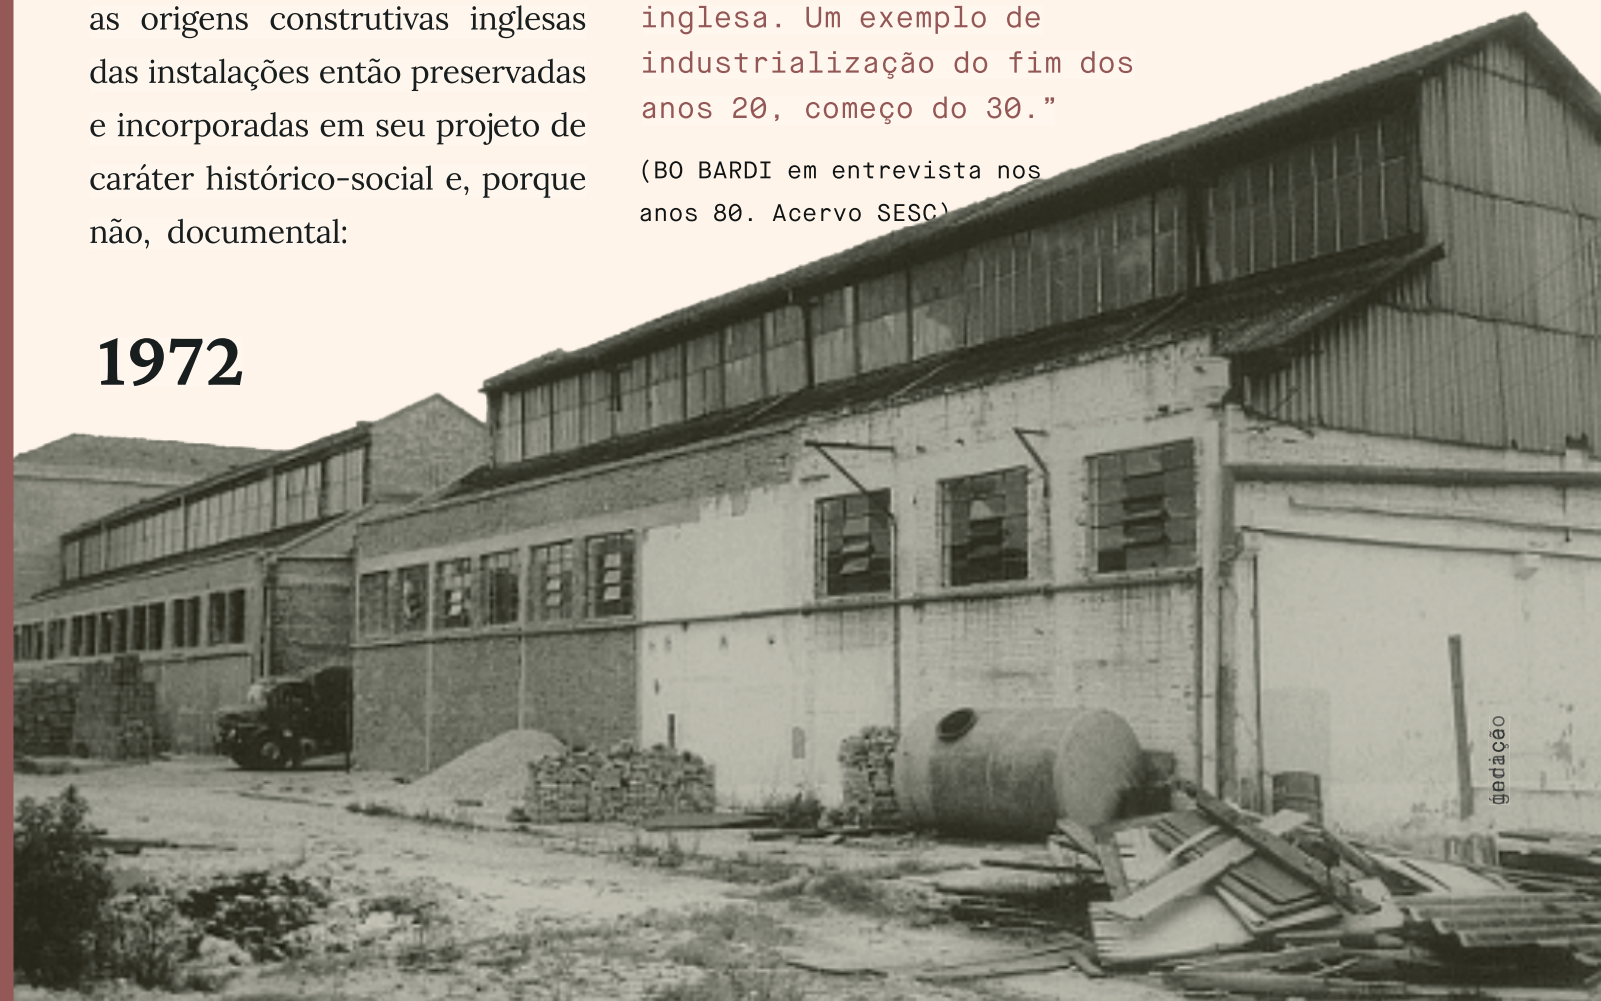 as origens construtivas inglesas
das instalações então preservadas
e incorporadas em seu projeto de
caráter histórico-social e, porque
não, documental:
inglesa. Um exemplo de
industrialização do fim dos
anos 20, começo do 30.”
(BO BARDI em entrevista nos
anos 80. Acervo SESC)
1972